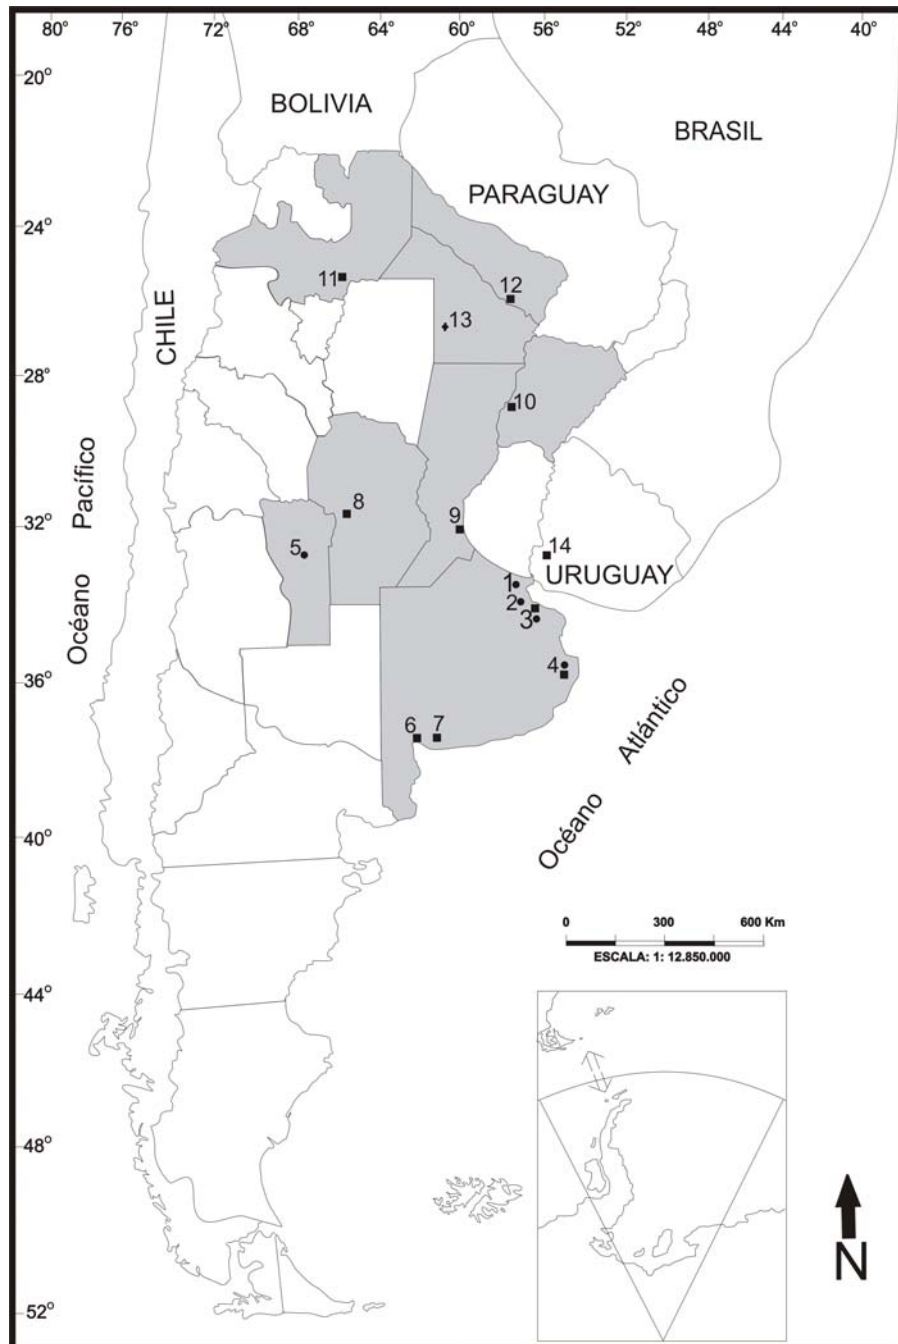 80° 76° 72° 68° 64° 60° 56° 52° 48° 44° 40°
20°
BOLIVIA
BRASIL
PARAGUAY
24°
11
12
CHILE
13
28°
10
Océano Pacífico
8
32°
9
5
14
URUGUAY
1
2
3
4
36°
6 7
Océano Atlántico
40°
0 300 600 Km
ESCALA: 1: 12.850.000
44°
48°
N
52°